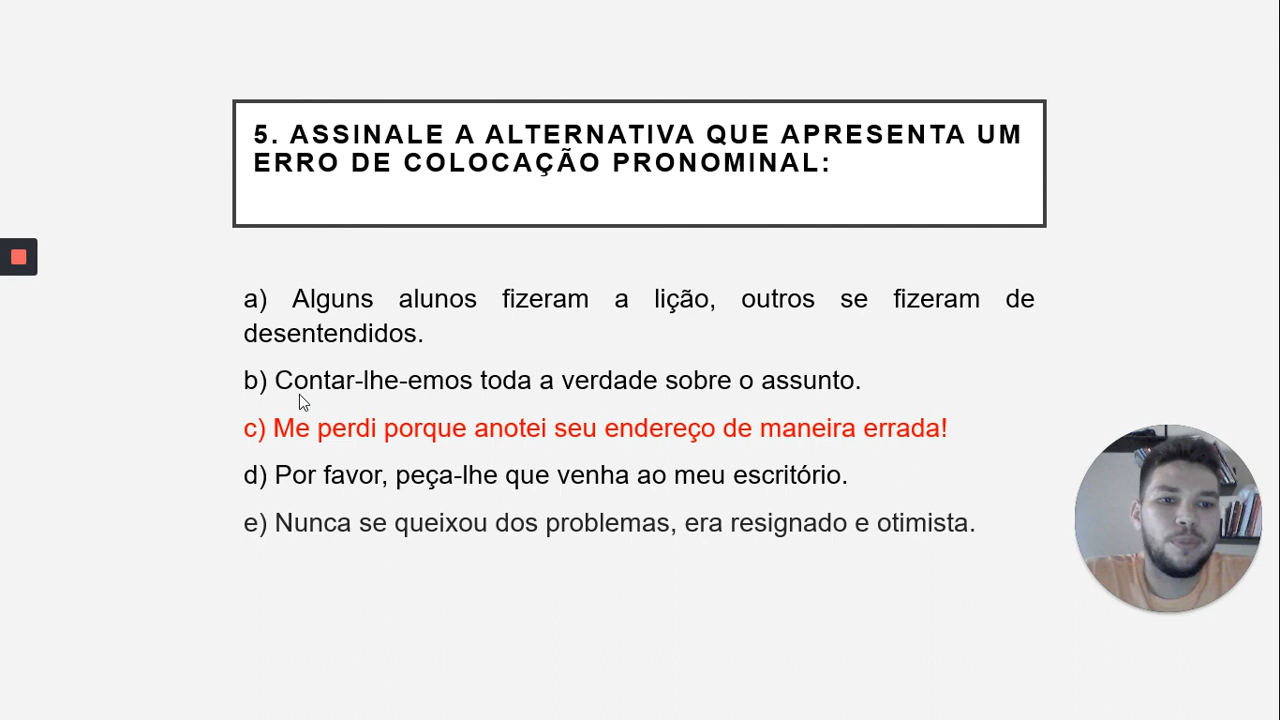 5. ASSINALE A ALTERNATIVA QUE APRESENTA UM
ERRO DE COLOCAÇÃO PRONOMINAL:
a) Alguns alunos fizeram a lição, outros se fizeram de
desentendidos.
b) Contar-lhe-emos toda a verdade sobre o assunto.
c) Me perdi porque anotei seu endereço de maneira errada!
d) Por favor, peça-lhe que venha ao meu escritório.
e) Nunca se queixou dos problemas, era resignado e otimista.